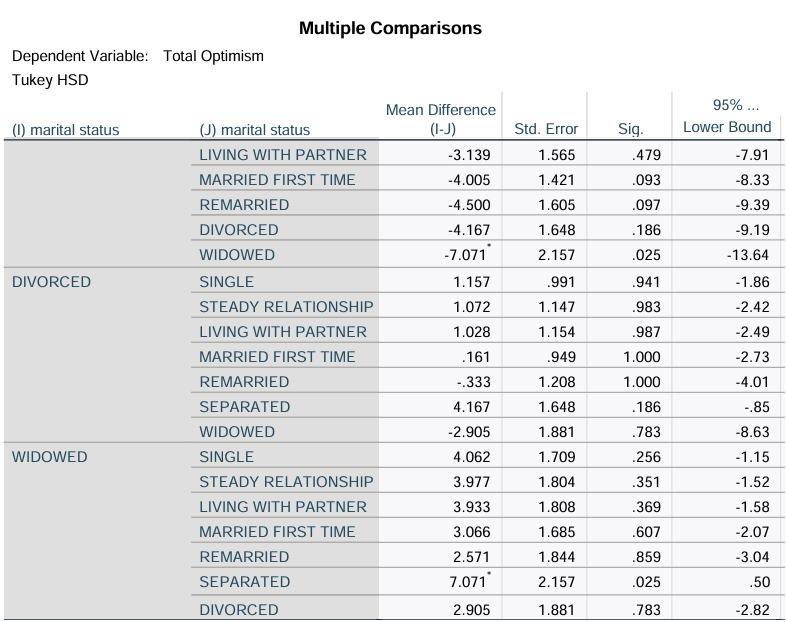 Multiple Comparisons
Dependent Variable: Total Optimism
Tukey HSD
(I) marital status (J) marital status Mean Difference (I-J) Std. Error Sig. 95% ... Lower Bound
LIVING WITH PARTNER -3.139 1.565 .479 -7.91
MARRIED FIRST TIME -4.005 1.421 .093 -8.33
REMARRIED -4.500 1.605 .097 -9.39
DIVORCED -4.167 1.648 .186 -9.19
WIDOWED -7.071* 2.157 .025 -13.64
DIVORCED SINGLE 1.157 .991 .941 -1.86
STEADY RELATIONSHIP 1.072 1.147 .983 -2.42
LIVING WITH PARTNER 1.028 1.154 .987 -2.49
MARRIED FIRST TIME .161 .949 1.000 -2.73
REMARRIED -.333 1.208 1.000 -4.01
SEPARATED 4.167 1.648 .186 -.85
WIDOWED -2.905 1.881 .783 -8.63
WIDOWED SINGLE 4.062 1.709 .256 -1.15
STEADY RELATIONSHIP 3.977 1.804 .351 -1.52
LIVING WITH PARTNER 3.933 1.808 .369 -1.58
MARRIED FIRST TIME 3.066 1.685 .607 -2.07
REMARRIED 2.571 1.844 .859 -3.04
SEPARATED 7.071* 2.157 .025 .50
DIVORCED 2.905 1.881 .783 -2.82